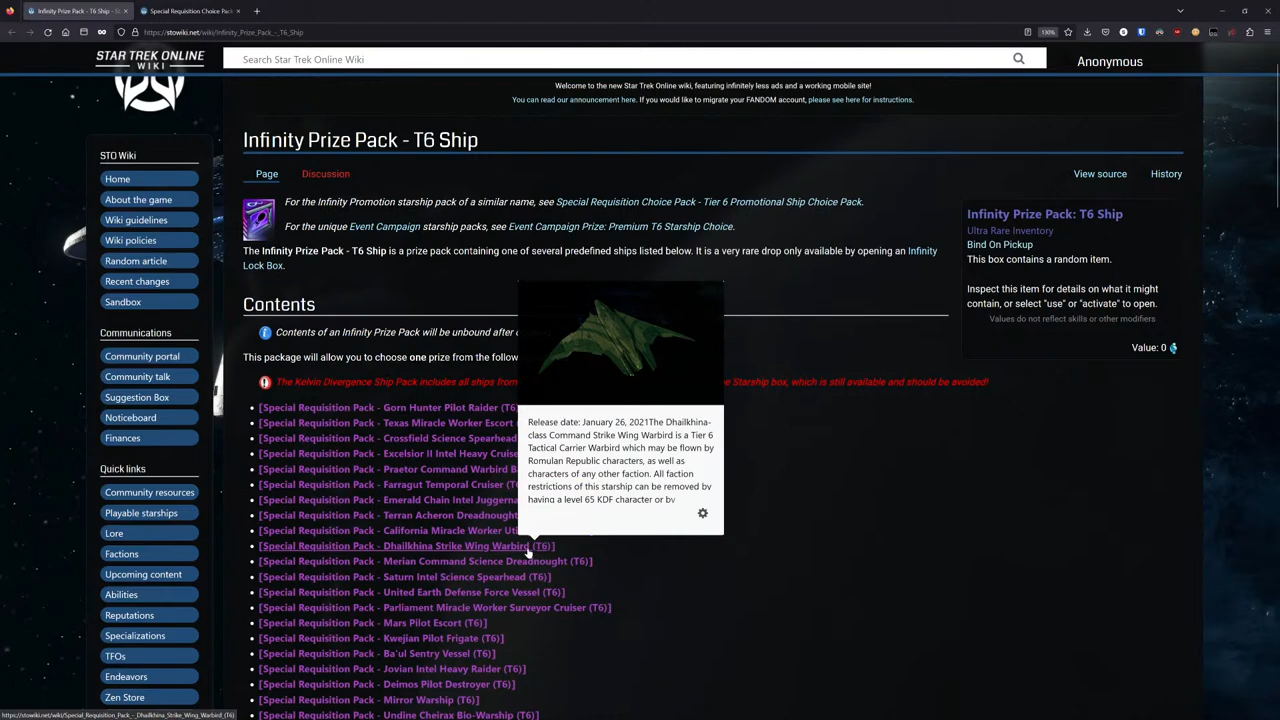 Infinity Prize Pack - T6 Ship - St
Special Requisition Choice Pack
https://stowiki.net/wiki/Infinity_Prize_Pack_-_T6_Ship
130%
STAR TREK ONLINE
WIKI
Search Star Trek Online Wiki
Anonymous
Welcome to the new Star Trek Online wiki, featuring infinitely less ads and a working mobile site!
You can read our announcement here. If you would like to migrate your FANDOM account, please see here for instructions.
STO Wiki
Home
About the game
Wiki guidelines
Wiki policies
Random article
Recent changes
Sandbox
Communications
Community portal
Community talk
Suggestion Box
Noticeboard
Finances
Quick links
Community resources
Playable starships
Lore
Factions
Upcoming content
Abilities
Reputations
Specializations
TFOs
Endeavors
Zen Store
Infinity Prize Pack - T6 Ship
Page
Discussion
View source
History
For the Infinity Promotion starship pack of a similar name, see Special Requisition Choice Pack - Tier 6 Promotional Ship Choice Pack.
For the unique Event Campaign starship packs, see Event Campaign Prize: Premium T6 Starship Choice.
The Infinity Prize Pack - T6 Ship is a prize pack containing one of several predefined ships listed below. It is a very rare drop only available by opening an Infinity
Lock Box.
Contents
Contents of an Infinity Prize Pack will be unbound after o
This package will allow you to choose one prize from the follow
The Kelvin Divergence Ship Pack includes all ships from
e Starship box, which is still available and should be avoided!
[Special Requisition Pack - Gorn Hunter Pilot Raider (T6
[Special Requisition Pack - Texas Miracle Worker Escort
[Special Requisition Pack - Crossfield Science Spearhead
[Special Requisition Pack - Excelsior II Intel Heavy Cruise
[Special Requisition Pack - Praetor Command Warbird B
[Special Requisition Pack - Farragut Temporal Cruiser (T6
[Special Requisition Pack - Emerald Chain Intel Juggerna
[Special Requisition Pack - Terran Acheron Dreadnought
[Special Requisition Pack - California Miracle Worker Uti
[Special Requisition Pack - Dhailkhina Strike Wing Warbird (T6)]
[Special Requisition Pack - Merian Command Science Dreadnought (T6)]
[Special Requisition Pack - Saturn Intel Science Spearhead (T6)]
[Special Requisition Pack - United Earth Defense Force Vessel (T6)]
[Special Requisition Pack - Parliament Miracle Worker Surveyor Cruiser (T6)]
[Special Requisition Pack - Mars Pilot Escort (T6)]
[Special Requisition Pack - Kwejian Pilot Frigate (T6)]
[Special Requisition Pack - Ba'ul Sentry Vessel (T6)]
[Special Requisition Pack - Jovian Intel Heavy Raider (T6)]
[Special Requisition Pack - Deimos Pilot Destroyer (T6)]
[Special Requisition Pack - Mirror Warship (T6)]
[Special Requisition Pack - Undine Cheirax Bio-Warship (T6)]
Release date: January 26, 2021The Dhailkhina-
class Command Strike Wing Warbird is a Tier 6
Tactical Carrier Warbird which may be flown by
Romulan Republic characters, as well as
characters of any other faction. All faction
restrictions of this starship can be removed by
having a level 65 KDF character or by
Infinity Prize Pack: T6 Ship
Ultra Rare Inventory
Bind On Pickup
This box contains a random item.
Inspect this item for details on what it might
contain, or select "use" or "activate" to open.
Values do not reflect skills or other modifiers
Value: 0
https://stowiki.net/wiki/Special_Requisition_Pack_-_Dhailkhina_Strike_Wing_Warbird_(T6)